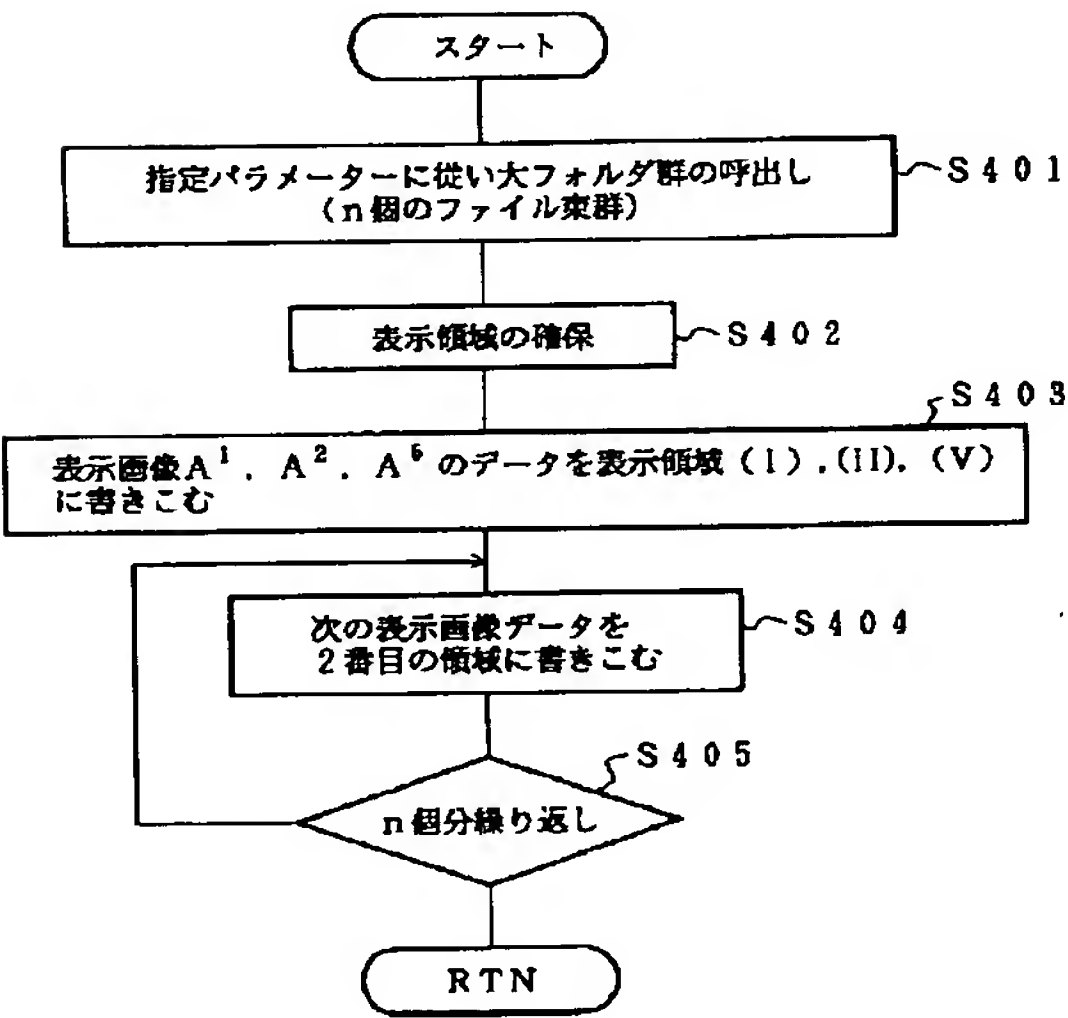 スタート
指定パラメーターに従い大フォルダ群の呼出し
(n個のファイル束群)
S401
表示領域の確保
S402
S403
表示画像A¹, A², A⁵ のデータを表示領域 (I),(II), (V)
に書きこむ
次の表示画像データを
2番目の領域に書きこむ
S404
S405
n個分繰り返し
RTN